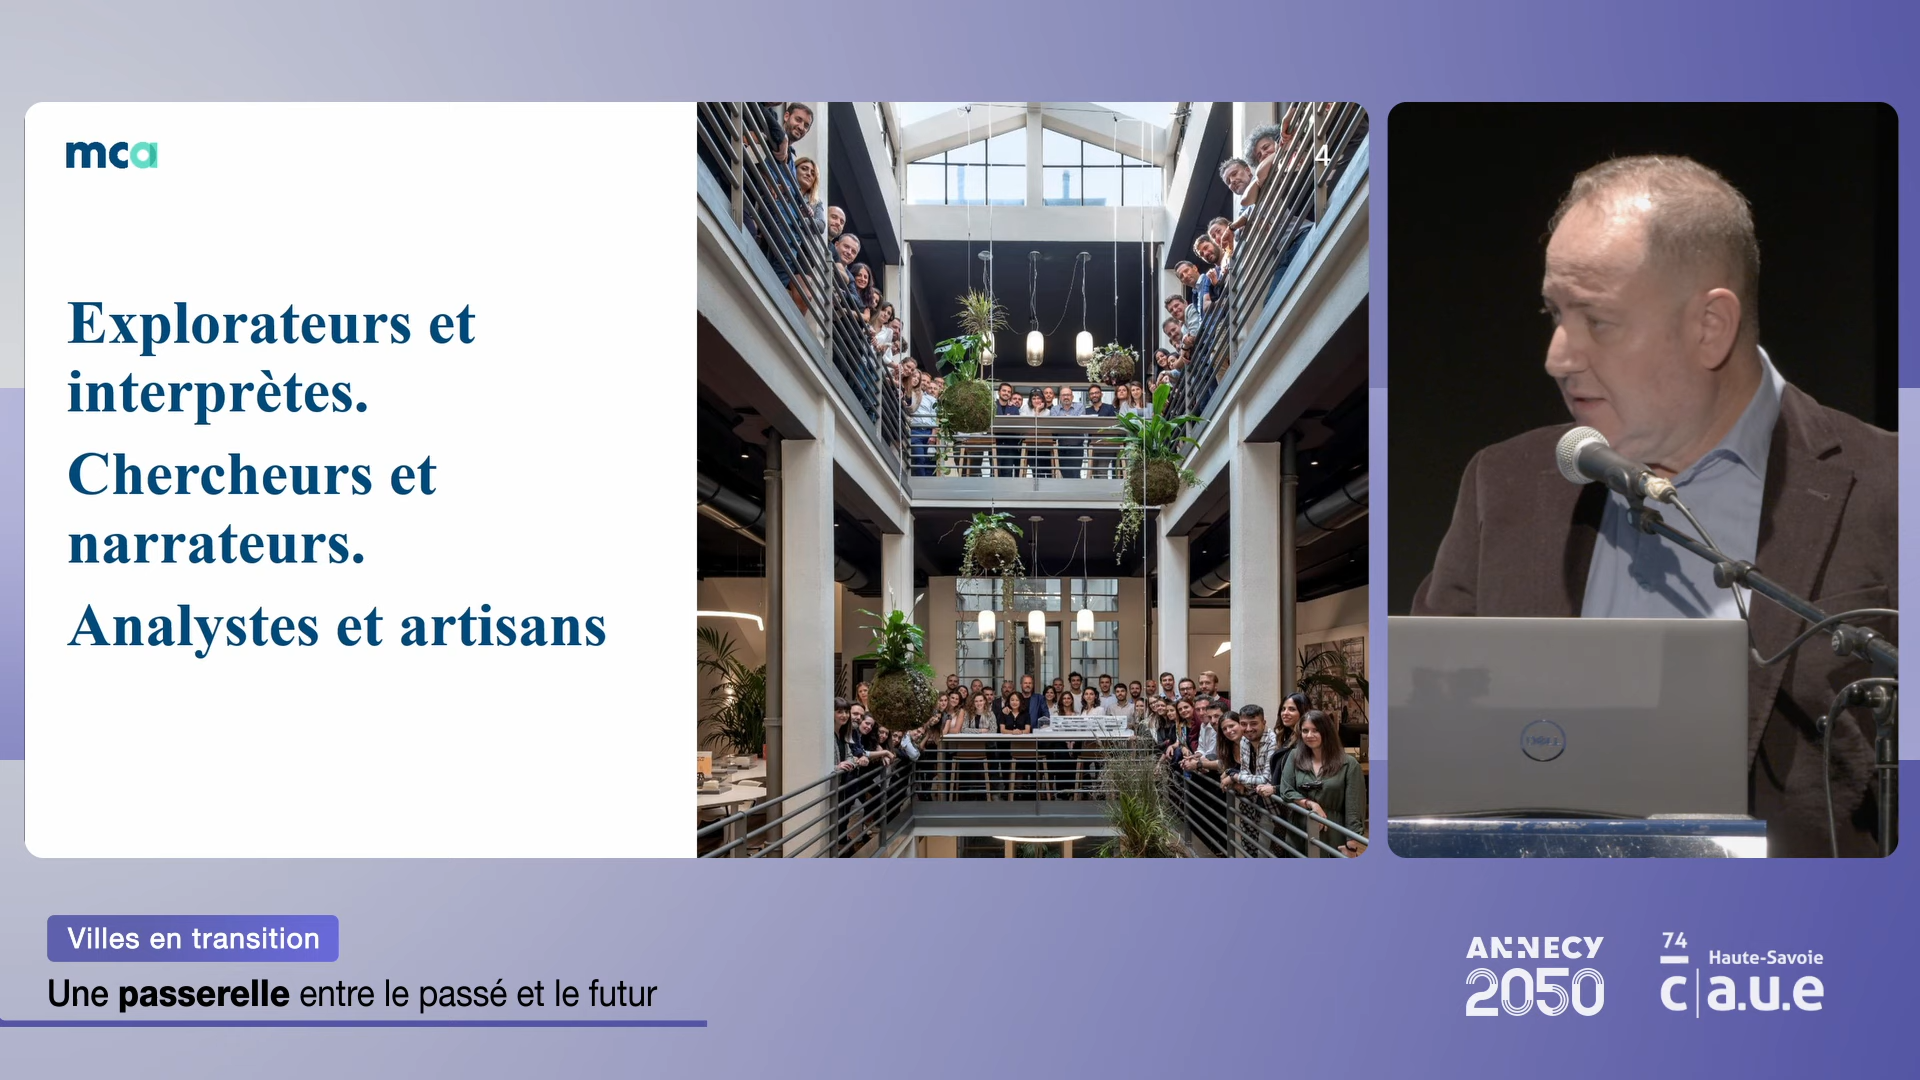 mca
4
Explorateurs et
interprètes.
Chercheurs et
narrateurs.
Analystes et artisans
DELL
Villes en transition
Une passerelle entre le passé et le futur
ANNECY
2050
74
Haute-Savoie
c|a.u.e